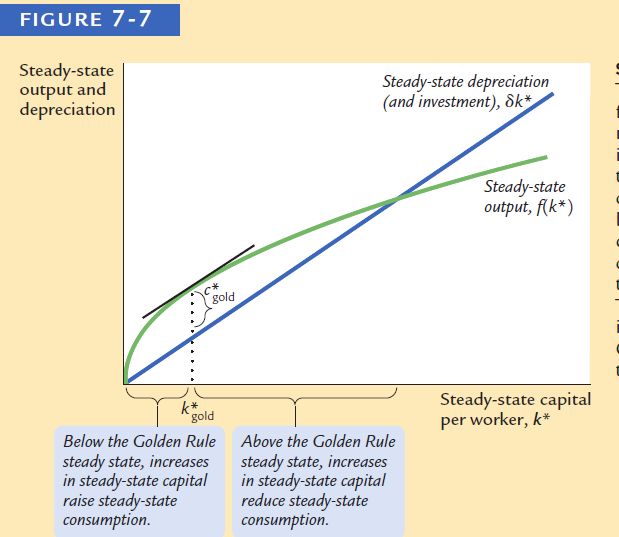 FIGURE 7-7
Steady-state
output and
depreciation
Steady-state depreciation
(and investment), δk*
Steady-state
output, f(k*)
c*gold
k*gold
Steady-state capital
per worker, k*
Below the Golden Rule
steady state, increases
in steady-state capital
raise steady-state
consumption.
Above the Golden Rule
steady state, increases
in steady-state capital
reduce steady-state
consumption.